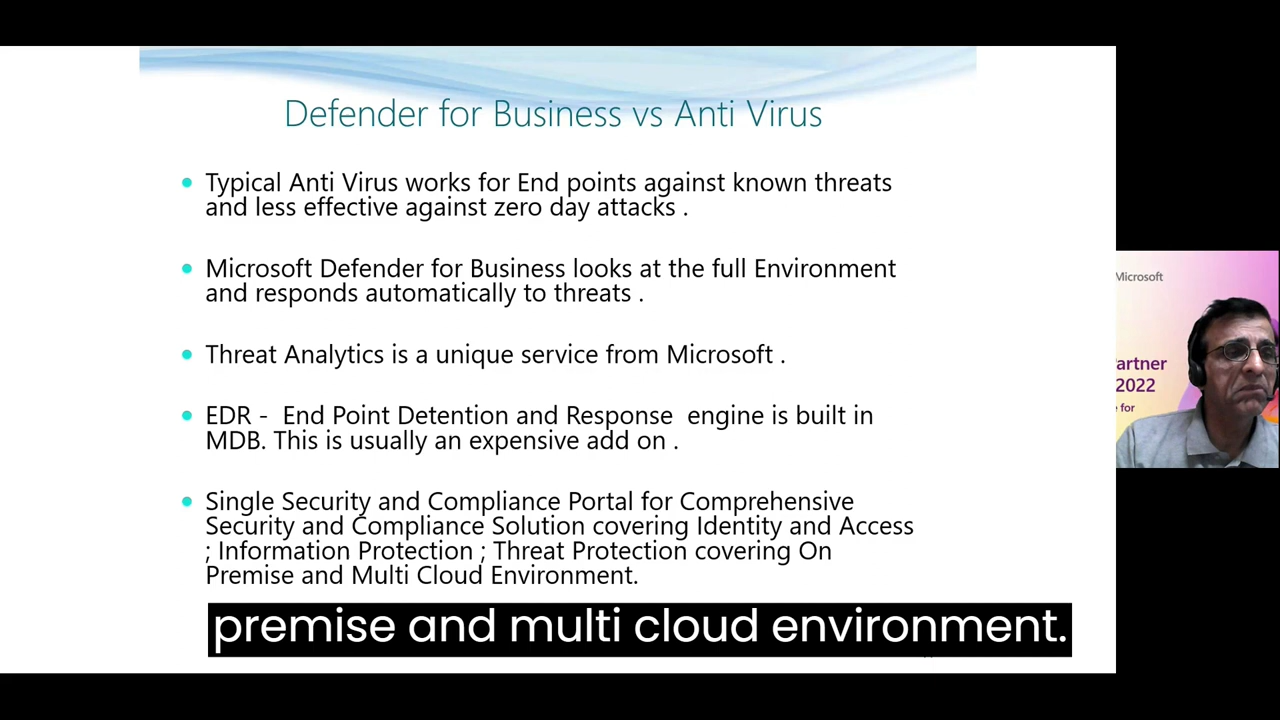 Defender for Business vs Anti Virus
• Typical Anti Virus works for End points against known threats
and less effective against zero day attacks .
• Microsoft Defender for Business looks at the full Environment
and responds automatically to threats .
• Threat Analytics is a unique service from Microsoft .
• EDR - End Point Detention and Response engine is built in
MDB. This is usually an expensive add on .
• Single Security and Compliance Portal for Comprehensive
Security and Compliance Solution covering Identity and Access
; Information Protection ; Threat Protection covering On
Premise and Multi Cloud Environment.
premise and multi cloud environment.
Microsoft
artner
2022
for